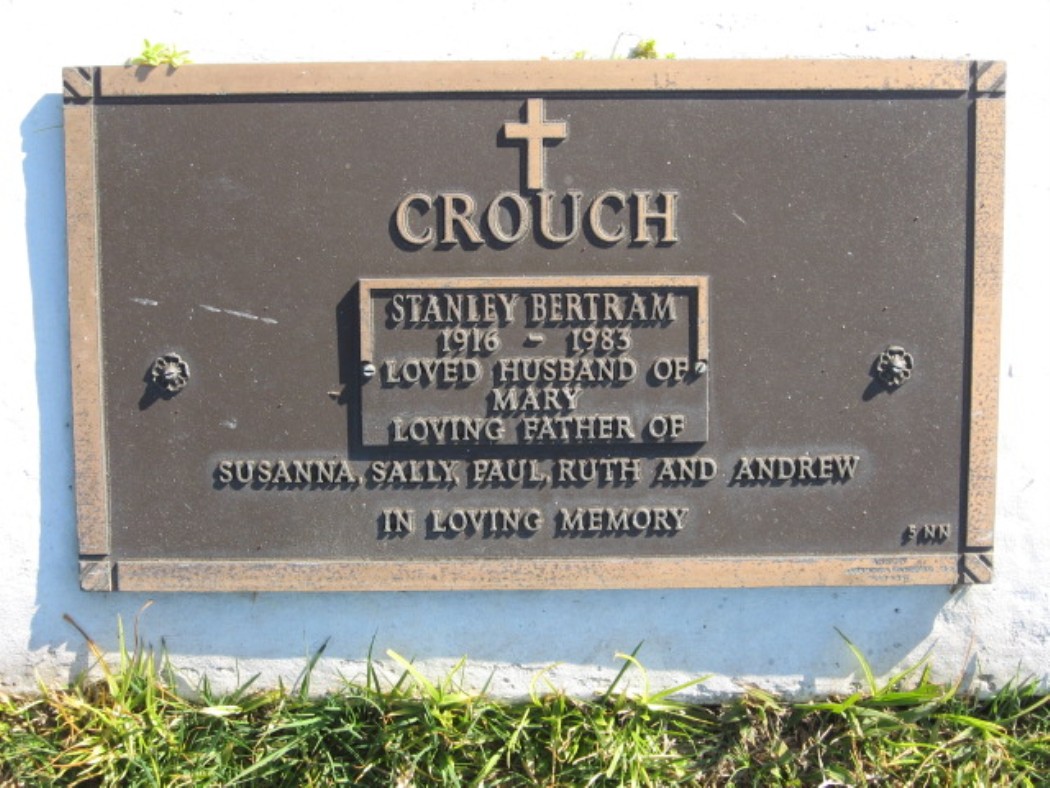 CROUCH
STANLEY BERTRAM
1916 - 1983
LOVED HUSBAND OF
MARY
LOVING FATHER OF
SUSANNA, SALLY, PAUL, RUTH AND ANDREW
IN LOVING MEMORY